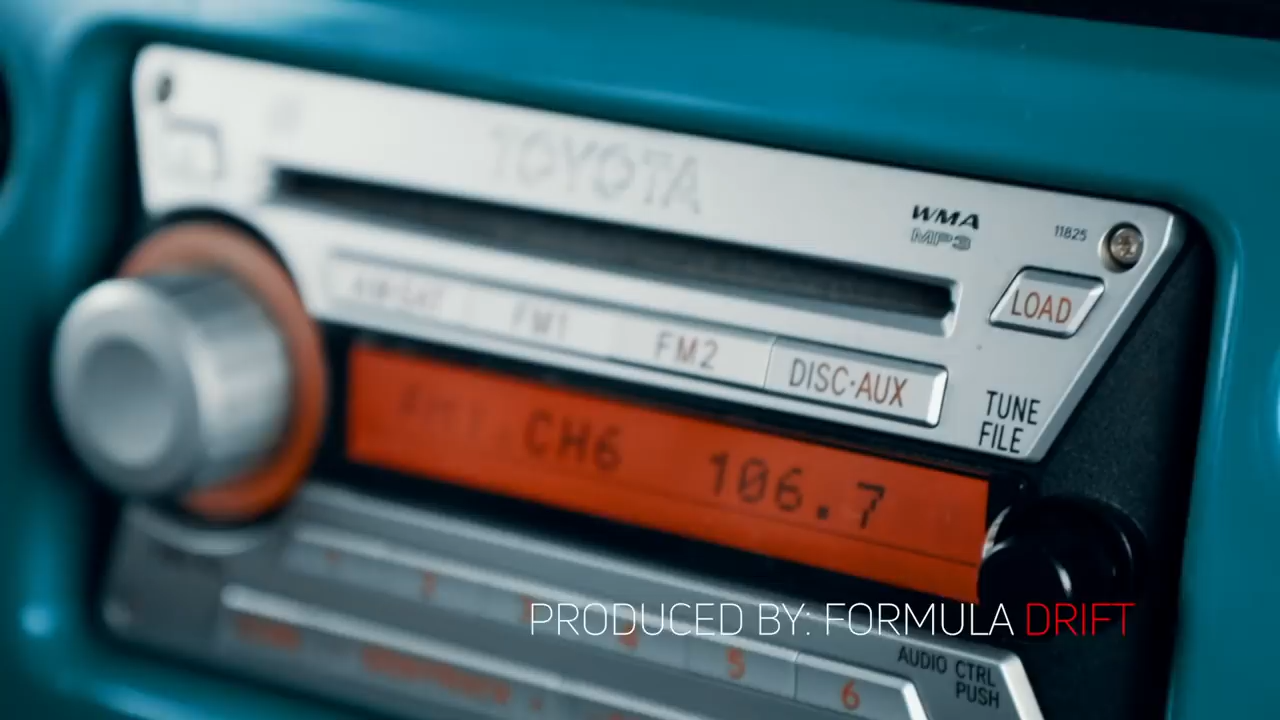 TOYOTA
WMA
MP3
11825
LOAD
FM1
FM2
DISC·AUX
TUNE
FILE
CH6 106.7
PRODUCED BY: FORMULA DRIFT
5
6
AUDIO CTRL
PUSH